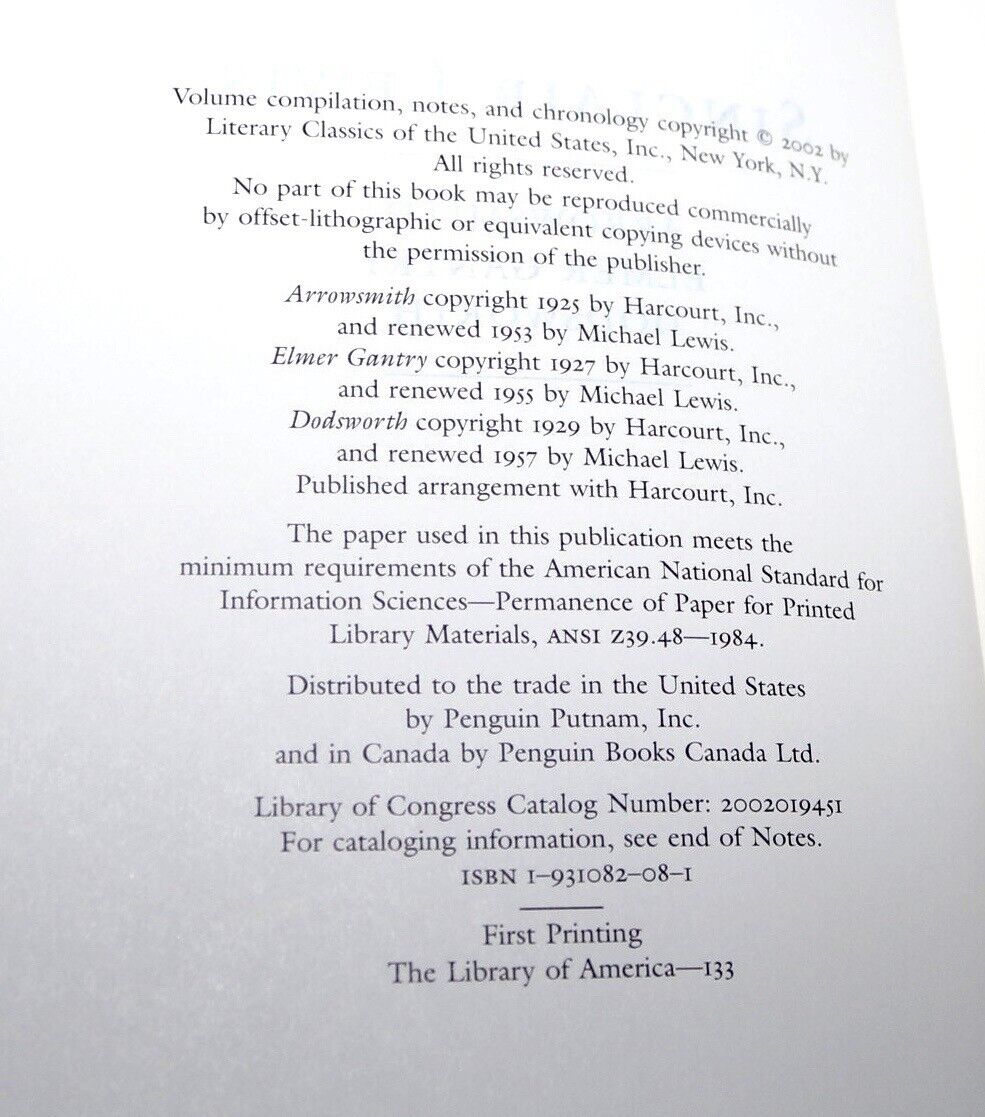 Volume compilation, notes, and chronology copyright © 2002 by
Literary Classics of the United States, Inc., New York, N.Y.
All rights reserved.
No part of this book may be reproduced commercially
by offset-lithographic or equivalent copying devices without
the permission of the publisher.
Arrowsmith copyright 1925 by Harcourt, Inc.,
and renewed 1953 by Michael Lewis.
Elmer Gantry copyright 1927 by Harcourt, Inc.,
and renewed 1955 by Michael Lewis.
Dodsworth copyright 1929 by Harcourt, Inc.,
and renewed 1957 by Michael Lewis.
Published arrangement with Harcourt, Inc.
The paper used in this publication meets the
minimum requirements of the American National Standard for
Information Sciences—Permanence of Paper for Printed
Library Materials, ANSI Z39.48—1984.
Distributed to the trade in the United States
by Penguin Putnam, Inc.
and in Canada by Penguin Books Canada Ltd.
Library of Congress Catalog Number: 2002019451
For cataloging information, see end of Notes.
ISBN 1–931082–08–1
First Printing
The Library of America—133